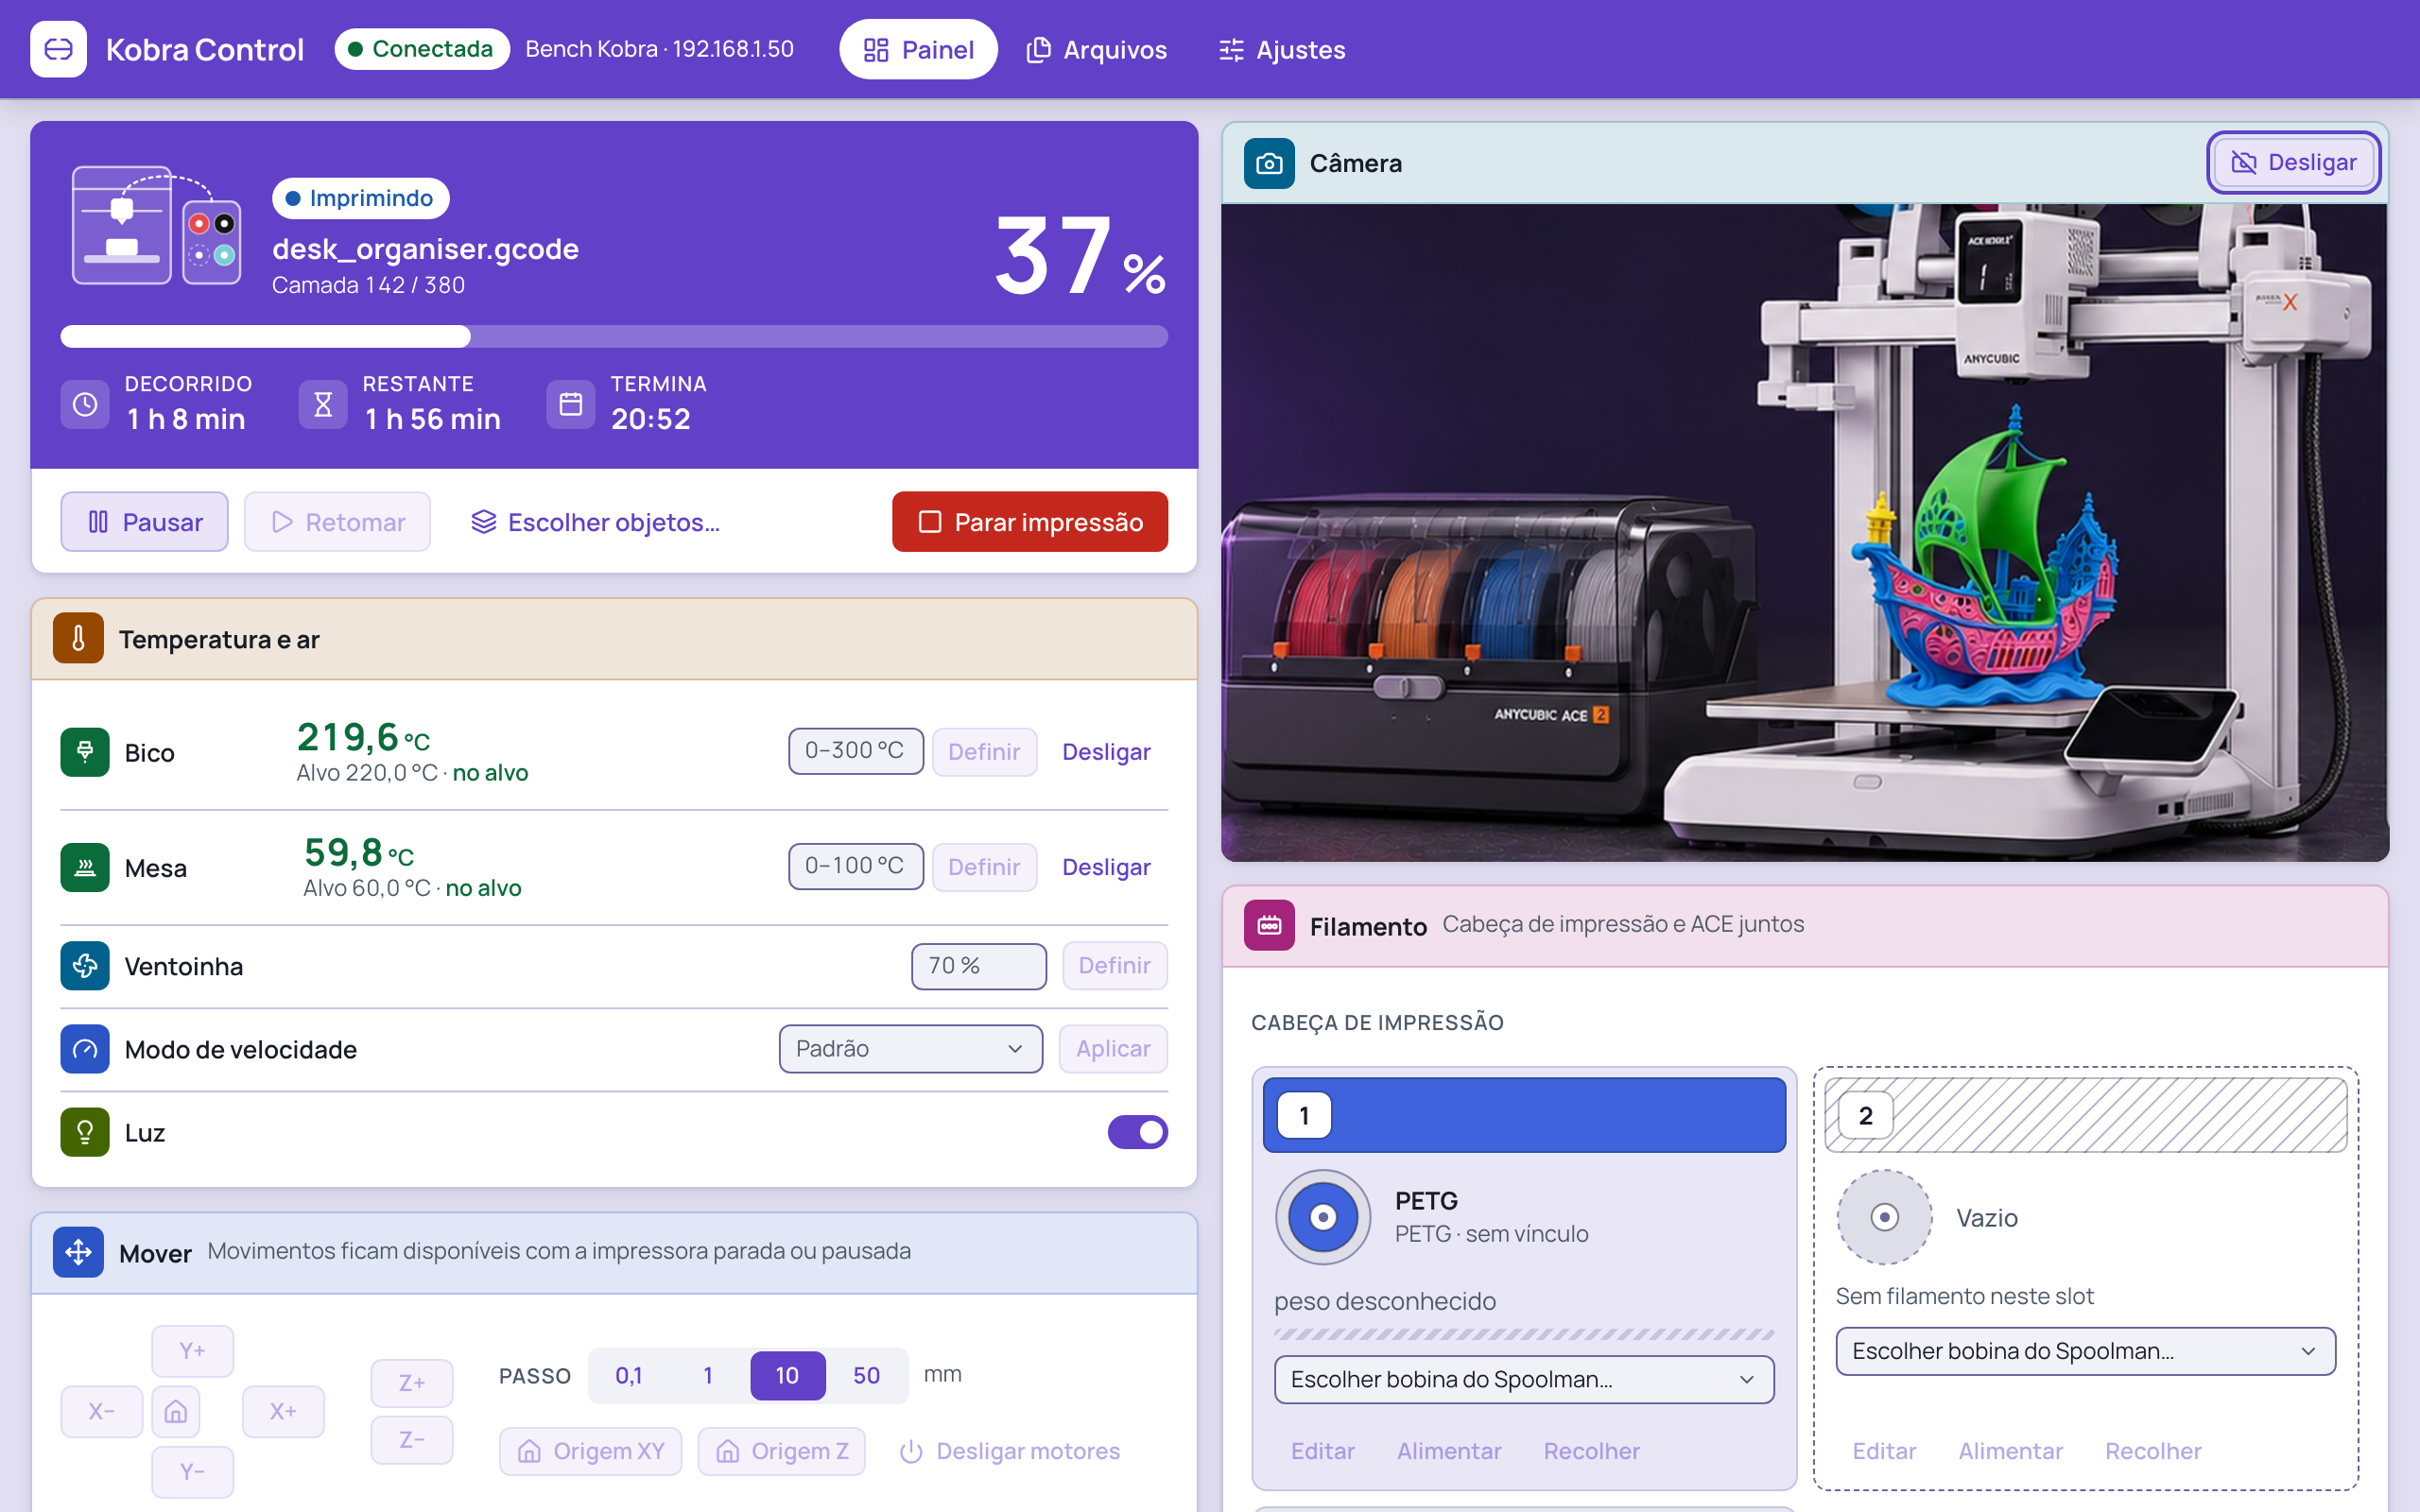 Kobra Control
Conectada
Bench Kobra · 192.168.1.50
Painel
Arquivos
Ajustes
Imprimindo
desk_organiser.gcode
Camada 142 / 380
37 %
DECORRIDO
1 h 8 min
RESTANTE
1 h 56 min
TERMINA
20:52
Pausar
Retomar
Escolher objetos…
Parar impressão
Temperatura e ar
Bico
219,6 °C
Alvo 220,0 °C · no alvo
0–300 °C
Definir
Desligar
Mesa
59,8 °C
Alvo 60,0 °C · no alvo
0–100 °C
Definir
Desligar
Ventoinha
70 %
Definir
Modo de velocidade
Padrão
Aplicar
Luz
Mover
Movimentos ficam disponíveis com a impressora parada ou pausada
Y+
X−
X+
Y−
Z+
Z−
PASSO
0,1
1
10
50
mm
Origem XY
Origem Z
Desligar motores
Câmera
Desligar
ANYCUBIC
ANYCUBIC ACE 2
Filamento
Cabeça de impressão e ACE juntos
CABEÇA DE IMPRESSÃO
1
PETG
PETG · sem vínculo
peso desconhecido
Escolher bobina do Spoolman…
Editar
Alimentar
Recolher
2
Vazio
Sem filamento neste slot
Escolher bobina do Spoolman…
Editar
Alimentar
Recolher